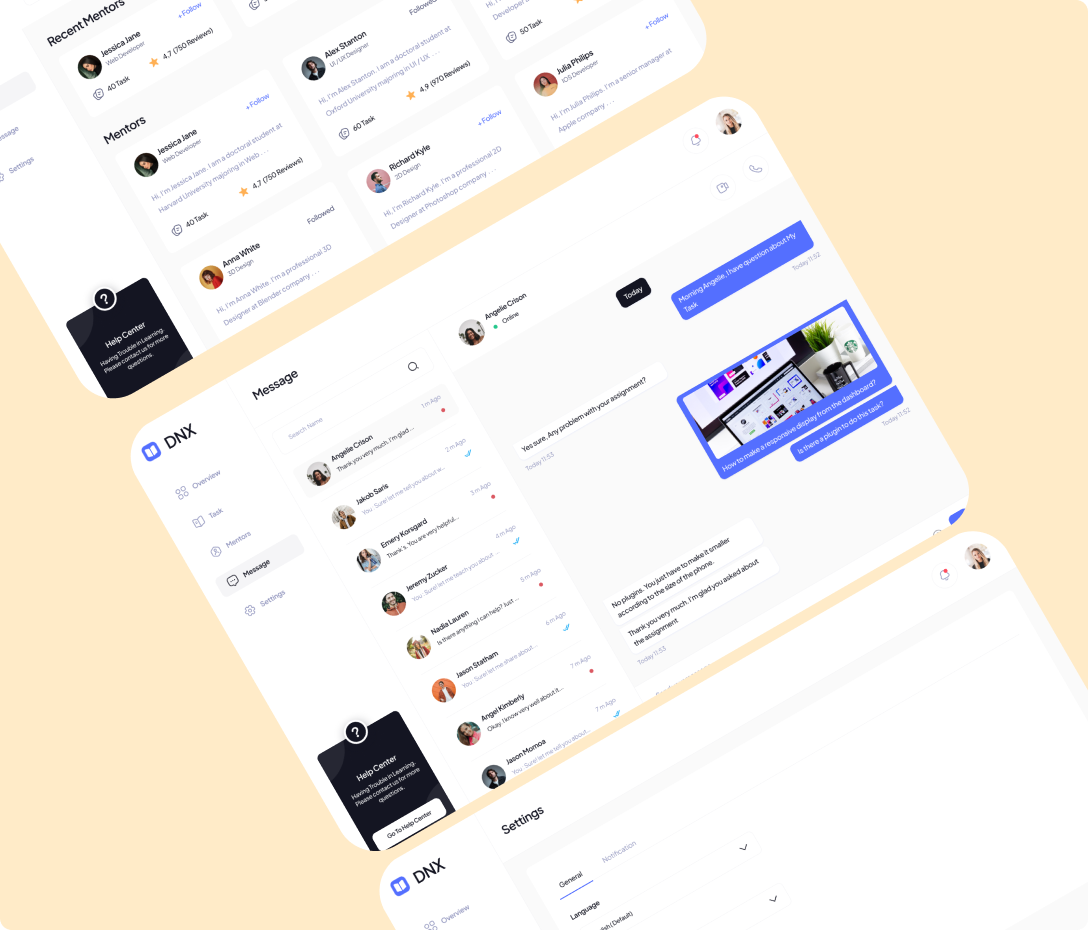 Recent Mentors
Jessica Jane
Web Developer
+ Follow
40 Task
4,7 (750 Reviews)
Mentors
Jessica Jane
Web Developer
+ Follow
Hi, I'm Jessica Jane. I am a doctoral student at
Harvard University majoring in Web . . .
40 Task
4,7 (750 Reviews)
Alex Stanton
UI / UX Designer
Followed
Hi, I'm Alex Stanton. I am a doctoral student at
Oxford University majoring in UI / UX . . .
60 Task
4,9 (970 Reviews)
50 Task
Julia Philips
IOS Developer
+ Follow
Hi, I'm Julia Philips. I'm a senior manager at
Apple company . . .
Richard Kyle
2D Design
+ Follow
Hi, I'm Richard Kyle. I'm a professional 2D
Designer at Photoshop company . . .
Anna White
3D Design
Followed
Hi, I'm Anna White. I'm a professional 3D
Designer at Blender company . . .
Settings
?
Help Center
Having Trouble in Learning.
Please contact us for more
questions.
DNX
Overview
Task
Mentors
Message
Settings
?
Help Center
Having Trouble in Learning.
Please contact us for more
questions.
Go To Help Center
Message
Search Name
Angelie Crison
Thank you very much. I'm glad ...
1 m Ago
Jakob Saris
You : Sure! let me tell you about w...
2 m Ago
Emery Korsgard
Thank's. You are very helpful...
3 m Ago
Jeremy Zucker
You : Sure! let me teach you about ...
4 m Ago
Nadia Lauren
Is there anything I can help? Just ...
5 m Ago
Jason Statham
You : Sure! let me share about ...
6 m Ago
Angel Kimberly
Okay. I know very well about it...
7 m Ago
Jason Momoa
You : Sure! let me tell you about...
7 m Ago
Angelie Crison
Online
Today
Morning Angelie, I have question about My
Task
Today 11:52
Yes sure, Any problem with your assignment?
Today 11:53
How to make a responsive display from the dashboard?
Is there a plugin to do this task?
Today 11:52
No plugins. You just have to make it smaller
according to the size of the phone.
Thank you very much. I'm glad you asked about
the assignment
Today 11:53
DNX
Overview
Settings
General
Notification
Language